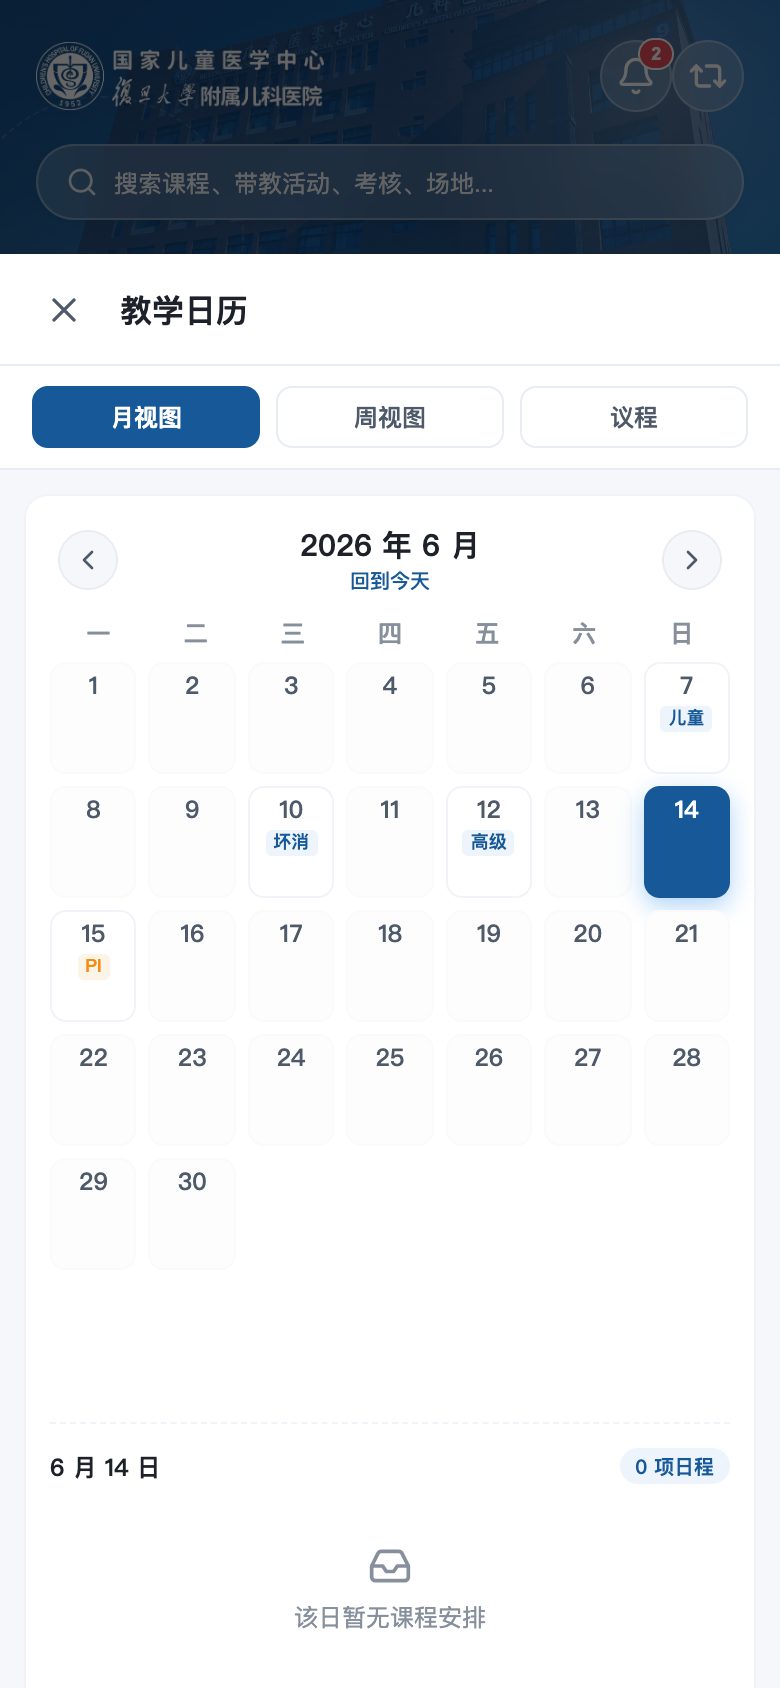 国家儿童医学中心
復旦大學附属儿科医院
1952
2
搜索课程、带教活动、考核、场地...
教学日历
月视图 周视图 议程
2026 年 6 月
回到今天
一 二 三 四 五 六 日
1 2 3 4 5 6 7
儿童
8 9 10 11 12 13 14
坏消 高级
15 16 17 18 19 20 21
PI
22 23 24 25 26 27 28
29 30
6 月 14 日 0 项日程
该日暂无课程安排